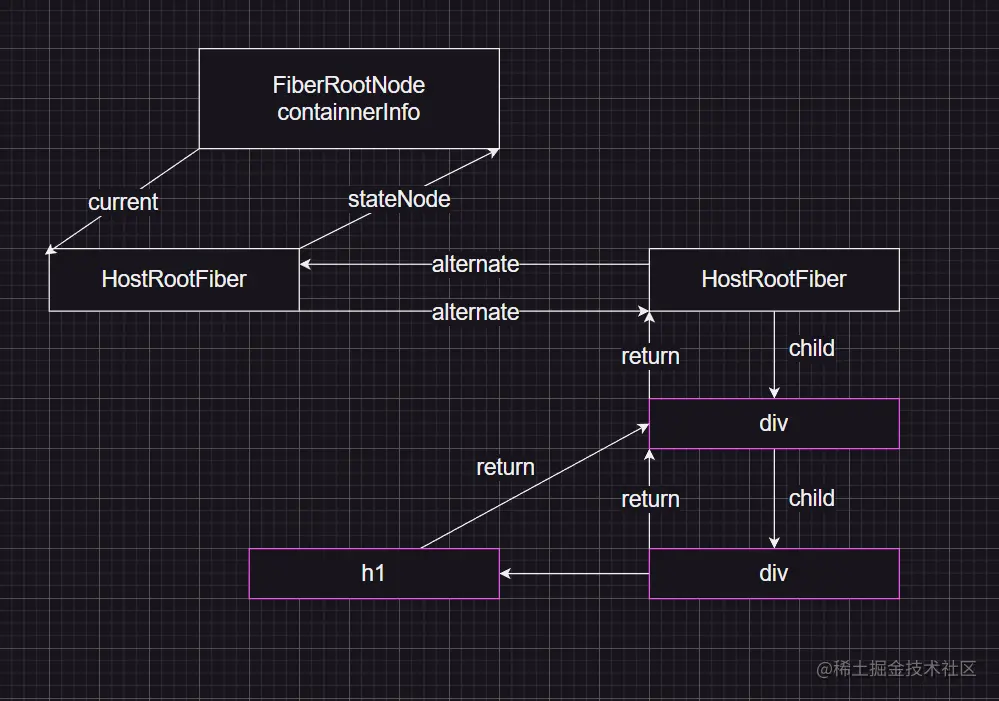 FiberRootNode
containnerInfo
current
stateNode
HostRootFiber
alternate
HostRootFiber
alternate
return
child
div
return
return
child
h1
div
@稀土掘金技术社区